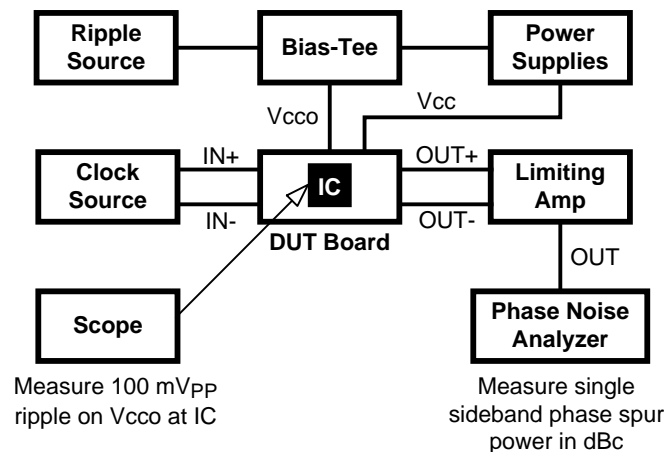 Ripple
Source
Bias-Tee
Power
Supplies
Vcco
Vcc
Clock
Source
IN+
IN-
IC
DUT Board
OUT+
OUT-
Limiting
Amp
OUT
Scope
Phase Noise
Analyzer
Measure 100 mVPP
ripple on Vcco at IC
Measure single
sideband phase spur
power in dBc